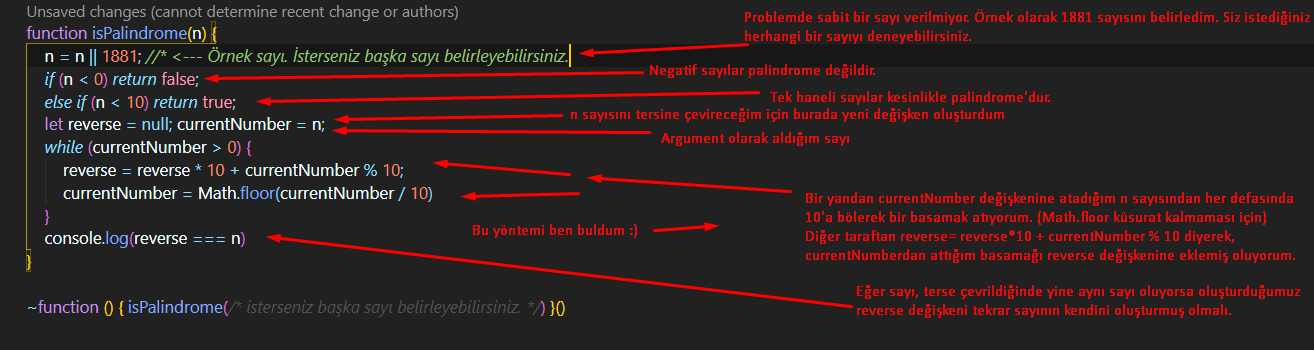 Unsaved changes (cannot determine recent change or authors)
function isPalindrome(n) {
n = n || 1881; //* <--- Örnek sayı. İsterseniz başka sayı belirleyebilirsiniz.
if (n < 0) return false;
else if (n < 10) return true;
let reverse = null; currentNumber = n;
while (currentNumber > 0) {
reverse = reverse * 10 + currentNumber % 10;
currentNumber = Math.floor(currentNumber / 10)
}
console.log(reverse === n)
}
~function () { isPalindrome(/* isterseniz başka sayı belirleyebilirsiniz. */) }()
Problemde sabit bir sayı verilmiyor. Örnek olarak 1881 sayısını belirledim. Siz istediğiniz
herhangi bir sayıyı deneyebilirsiniz.
Negatif sayılar palindrome değildir.
Tek haneli sayılar kesinlikle palindrome'dur.
n sayısını tersine çevireceğim için burada yeni değişken oluşturdum
Argument olarak aldığım sayı
Bir yandan currentNumber değişkenine atadığım n sayısından her defasında
10'a bölerek bir basamak atıyorum. (Math.floor küsurat kalmaması için)
Diğer taraftan reverse= reverse*10 + currentNumber % 10 diyerek,
currentNumberdan attığım basamağı reverse değişkenine eklemiş oluyorum.
Bu yöntemi ben buldum :)
Eğer sayı, terse çevrildiğinde yine aynı sayı oluyorsa oluşturduğumuz
reverse değişkeni tekrar sayının kendini oluşturmuş olmalı.